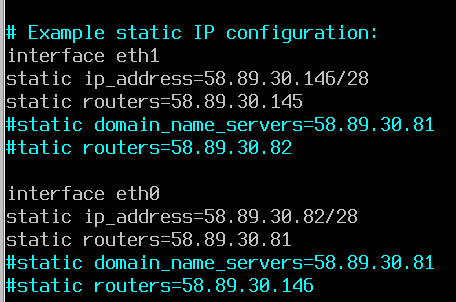 # Example static IP configuration:
interface eth1
static ip_address=58.89.30.146/28
static routers=58.89.30.145
#static domain_name_servers=58.89.30.81
#tatic routers=58.89.30.82
interface eth0
static ip_address=58.89.30.82/28
static routers=58.89.30.81
#static domain_name_servers=58.89.30.81
#static routers=58.89.30.146